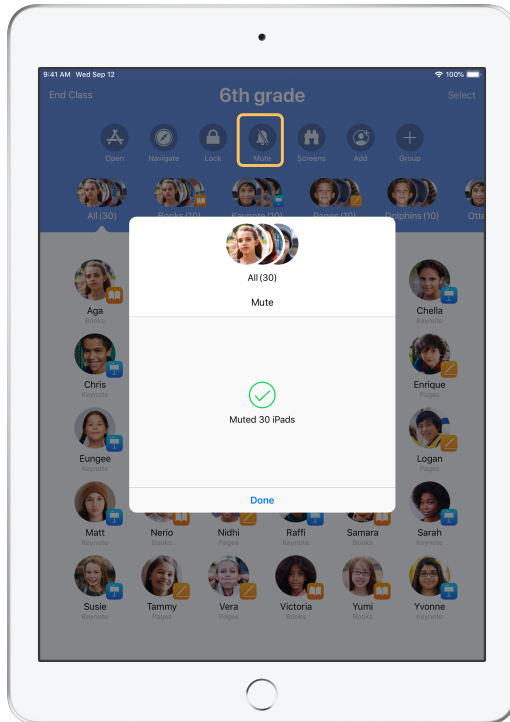 9:41 AM Wed Sep 12
100%
End Class
6th grade
Select
Open Navigate Lock Mute Screens Add Group
All (30) Books (10) Keynote (10) Pages (10) Dolphins (10) Otte
All (30)
Mute
Muted 30 iPads
Done
Aga Chella
Books Keynote
Chris Enrique
Keynote Pages
Eungee Logan
Keynote Pages
Matt Nerio Nidhi Raffi Samara Sarah
Keynote Books Pages Keynote Books Keynote
Susie Tammy Vera Victoria Yumi Yvonne
Keynote Pages Pages Books Books Keynote